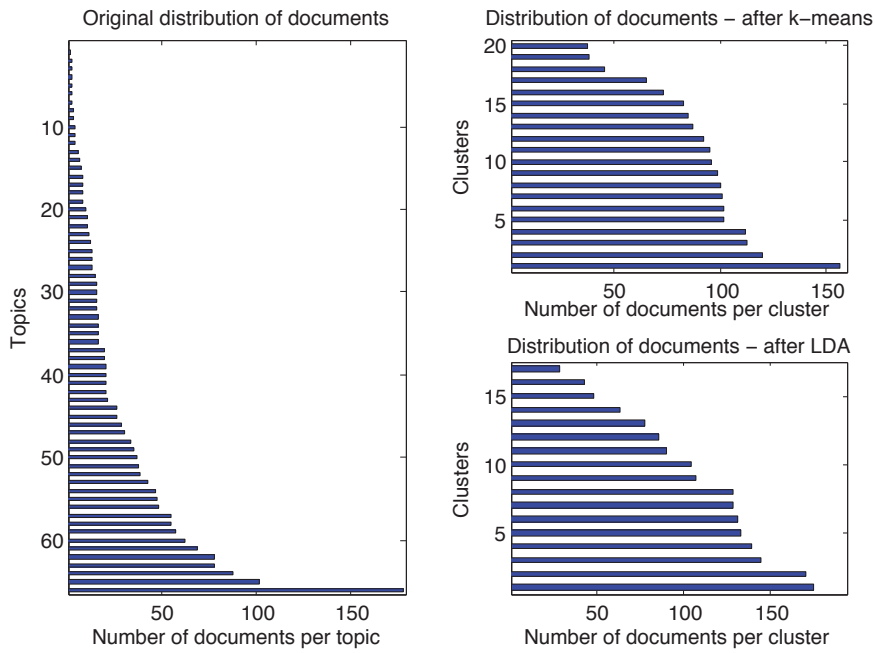 Original distribution of documents
10
20
30
40
50
60
Topics
50
100
150
Number of documents per topic
Distribution of documents − after k−means
20
15
10
5
Clusters
50
100
150
Number of documents per cluster
Distribution of documents − after LDA
15
10
5
Clusters
50
100
150
Number of documents per cluster